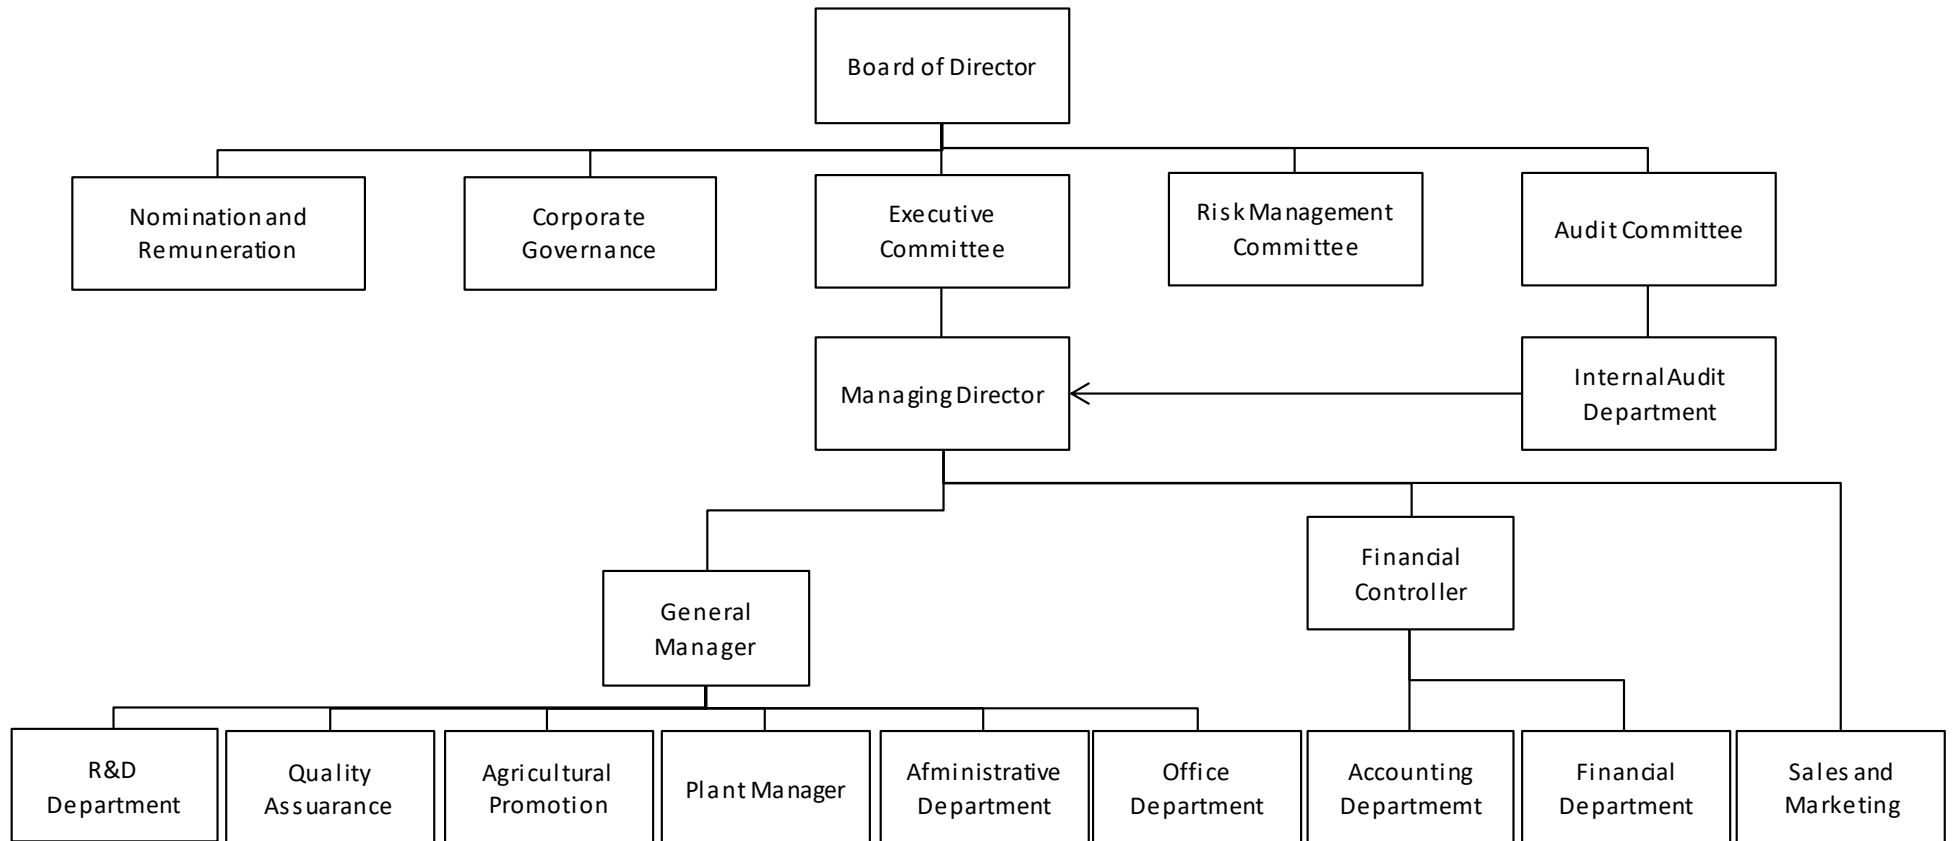 Board of Director
Nomination and
Remuneration
Corporate
Governance
Executive
Committee
Risk Management
Committee
Audit Committee
Managing Director
Internal Audit
Department
Financial
Controller
General
Manager
R&D
Department
Quality
Assuarance
Agricultural
Promotion
Plant Manager
Afministrative
Department
Office
Department
Accounting
Departmemt
Financial
Department
Sales and
Marketing